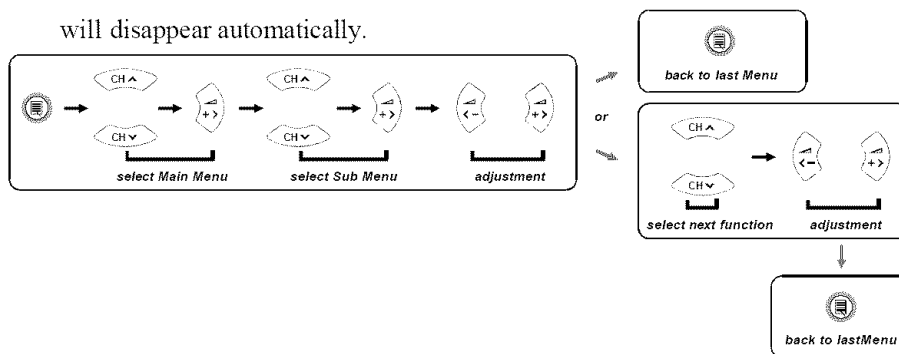 will disappear automatically.
CH ∧
CH ∨
+ >
select Main Menu
CH ∧
CH ∨
+ >
select Sub Menu
< −
+ >
adjustment
or
back to last Menu
CH ∧
CH ∨
select next function
< −
+ >
adjustment
back to lastMenu